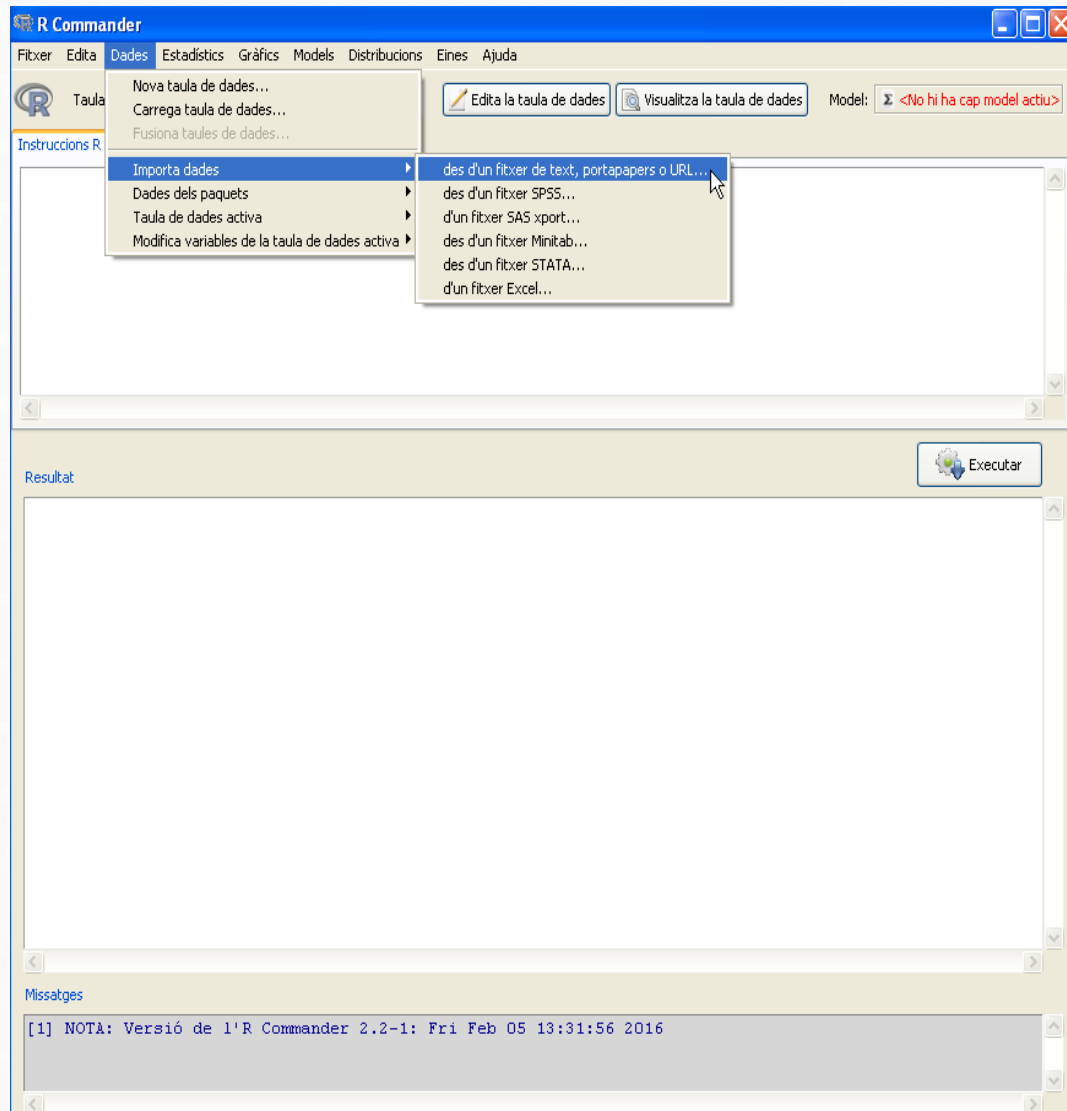 R Commander
Fitxer Edita Dades Estadístics Gràfics Models Distribucions Eines Ajuda
R Taula Edita la taula de dades Visualitza la taula de dades Model: Σ <No hi ha cap model actiu>
Nova taula de dades...
Carrega taula de dades...
Fusiona taules de dades...
Instruccions R
Importa dades
Dades dels paquets
Taula de dades activa
Modifica variables de la taula de dades activa
des d'un fitxer de text, portapapers o URL...
des d'un fitxer SPSS...
d'un fitxer SAS xport...
des d'un fitxer Minitab...
des d'un fitxer STATA...
d'un fitxer Excel...
Executar
Resultat
Missatges
[1] NOTA: Versió de l'R Commander 2.2-1: Fri Feb 05 13:31:56 2016